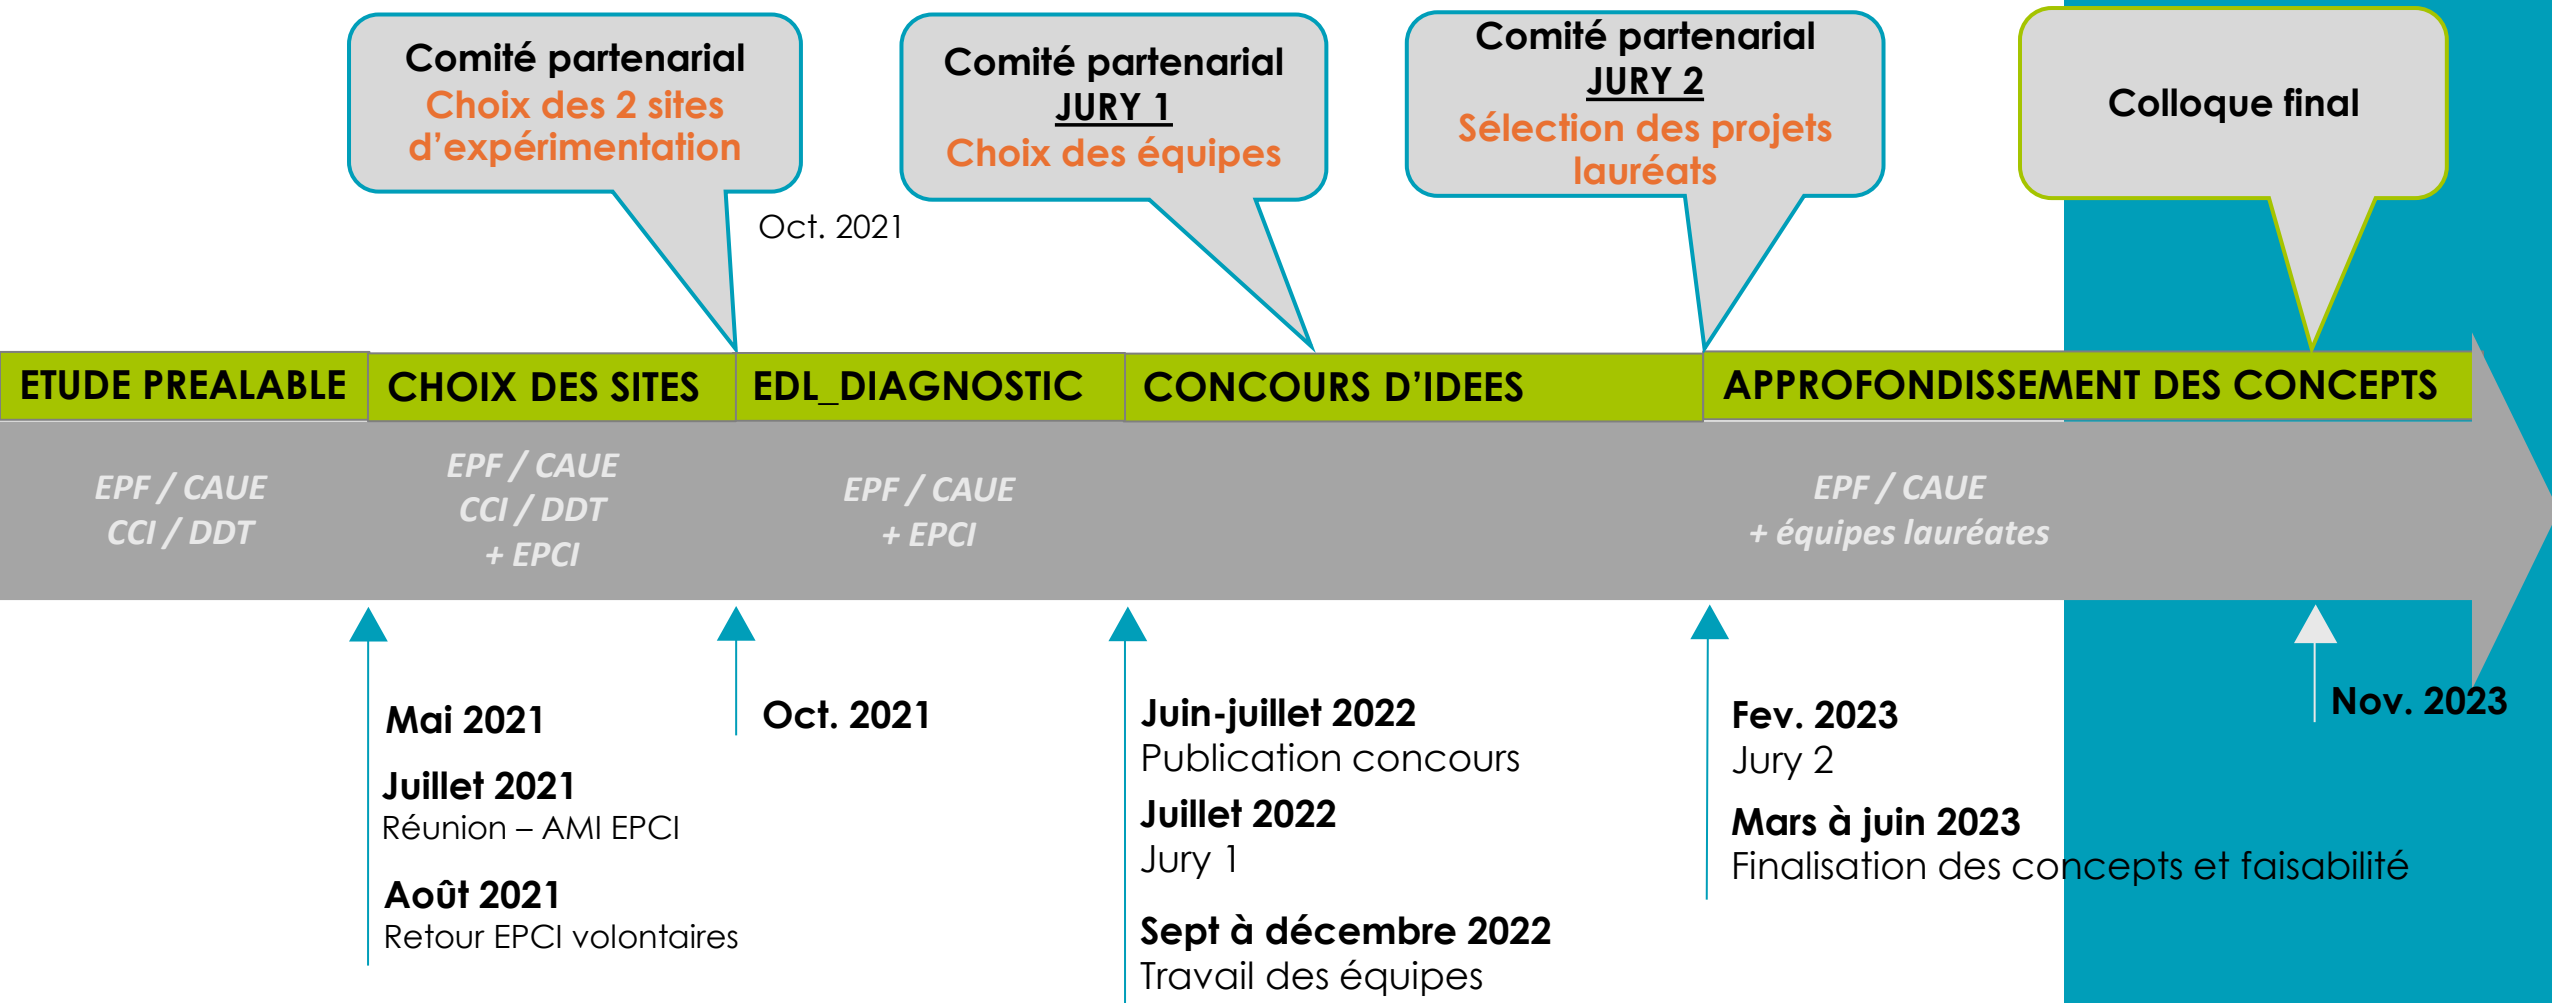 Comité partenarial
Choix des 2 sites
d’expérimentation
Comité partenarial
JURY 1
Choix des équipes
Comité partenarial
JURY 2
Sélection des projets
lauréats
Colloque final
Oct. 2021
ETUDE PREALABLE
CHOIX DES SITES
EDL_DIAGNOSTIC
CONCOURS D’IDEES
APPROFONDISSEMENT DES CONCEPTS
EPF / CAUE
CCI / DDT
EPF / CAUE
CCI / DDT
+ EPCI
EPF / CAUE
+ EPCI
EPF / CAUE
+ équipes lauréates
Mai 2021
Juillet 2021
Réunion – AMI EPCI
Août 2021
Retour EPCI volontaires
Oct. 2021
Juin-juillet 2022
Publication concours
Juillet 2022
Jury 1
Sept à décembre 2022
Travail des équipes
Fev. 2023
Jury 2
Mars à juin 2023
Finalisation des concepts et faisabilité
Nov. 2023